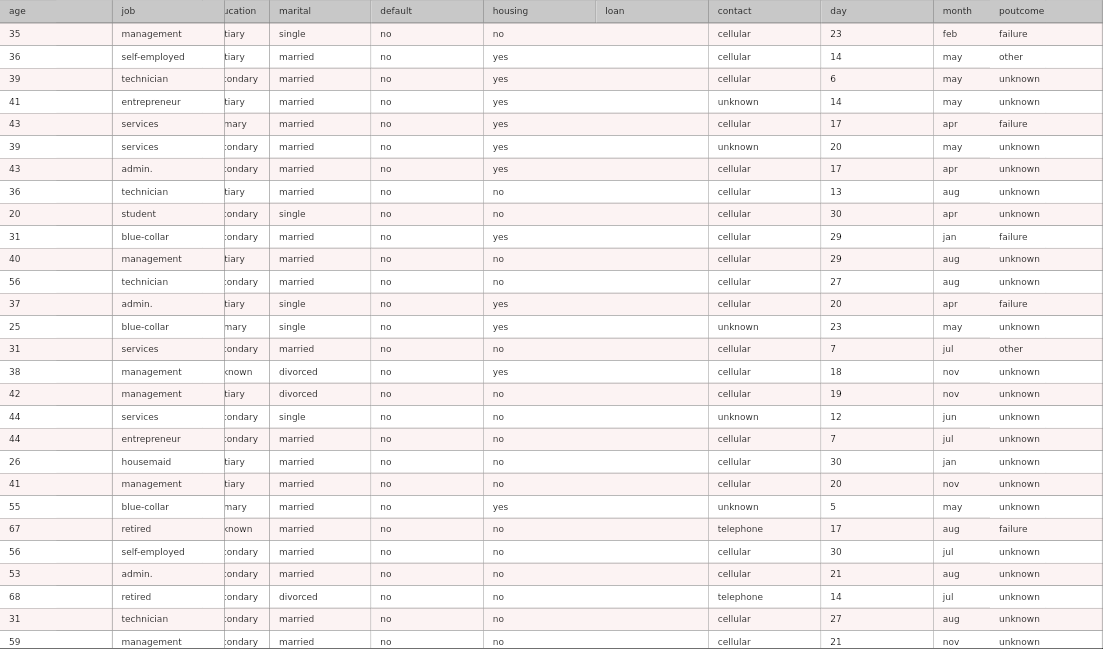 age job ucation marital default housing loan contact day month poutcome
35 management tiary single no no cellular 23 feb failure
36 self-employed tiary married no yes cellular 14 may other
39 technician condary married no yes cellular 6 may unknown
41 entrepreneur tiary married no yes unknown 14 may unknown
43 services mary married no yes cellular 17 apr failure
39 services condary married no yes unknown 20 may unknown
43 admin. condary married no yes cellular 17 apr unknown
36 technician tiary married no no cellular 13 aug unknown
20 student condary single no no cellular 30 apr unknown
31 blue-collar condary married no yes cellular 29 jan failure
40 management tiary married no no cellular 29 aug unknown
56 technician condary married no no cellular 27 aug unknown
37 admin. tiary single no yes cellular 20 apr failure
25 blue-collar mary single no yes unknown 23 may unknown
31 services condary married no no cellular 7 jul other
38 management known divorced no yes cellular 18 nov unknown
42 management tiary divorced no no cellular 19 nov unknown
44 services condary single no no unknown 12 jun unknown
44 entrepreneur condary married no no cellular 7 jul unknown
26 housemaid tiary married no no cellular 30 jan unknown
41 management tiary married no no cellular 20 nov unknown
55 blue-collar mary married no yes unknown 5 may unknown
67 retired known married no no telephone 17 aug failure
56 self-employed condary married no no cellular 30 jul unknown
53 admin. condary married no no cellular 21 aug unknown
68 retired condary divorced no no telephone 14 jul unknown
31 technician condary married no no cellular 27 aug unknown
59 management condary married no no cellular 21 nov unknown